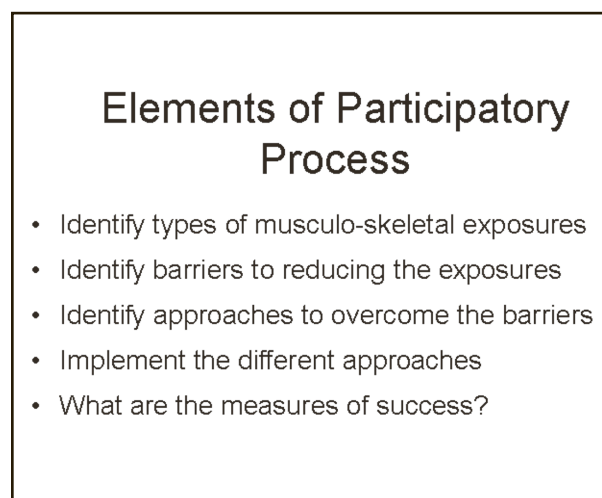 Elements of Participatory
Process
• Identify types of musculo-skeletal exposures
• Identify barriers to reducing the exposures
• Identify approaches to overcome the barriers
• Implement the different approaches
• What are the measures of success?